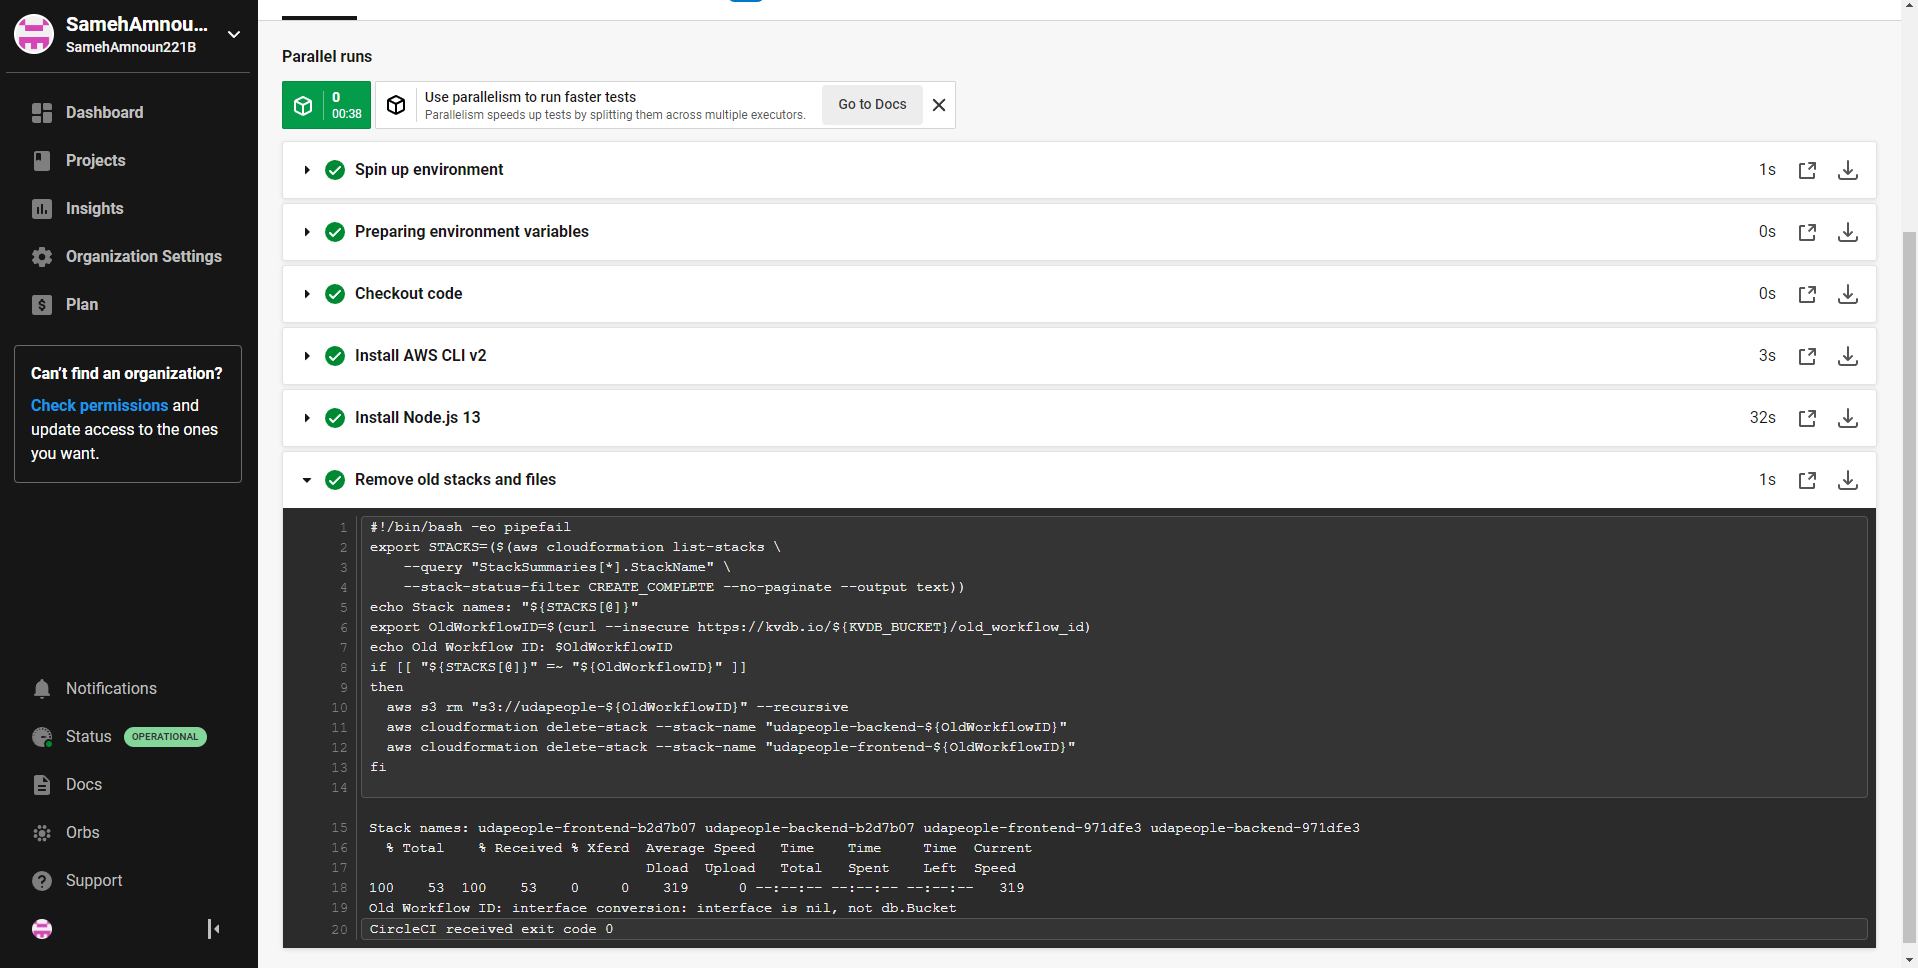 SamehAmnou...
SamehAmnoun221B
Dashboard
Projects
Insights
Organization Settings
Plan
Can't find an organization?
Check permissions and
update access to the ones
you want.
Notifications
Status OPERATIONAL
Docs
Orbs
Support
Parallel runs
0
00:38
Use parallelism to run faster tests
Parallelism speeds up tests by splitting them across multiple executors.
Go to Docs
Spin up environment 1s
Preparing environment variables 0s
Checkout code 0s
Install AWS CLI v2 3s
Install Node.js 13 32s
Remove old stacks and files 1s
1 #!/bin/bash -eo pipefail
2 export STACKS=($(aws cloudformation list-stacks \
3     --query "StackSummaries[*].StackName" \
4     --stack-status-filter CREATE_COMPLETE --no-paginate --output text))
5 echo Stack names: "${STACKS[@]}"
6 export OldWorkflowID=$(curl --insecure https://kvdb.io/${KVDB_BUCKET}/old_workflow_id)
7 echo Old Workflow ID: $OldWorkflowID
8 if [[ "${STACKS[@]}" =~ "${OldWorkflowID}" ]]
9 then
10   aws s3 rm "s3://udapeople-${OldWorkflowID}" --recursive
11   aws cloudformation delete-stack --stack-name "udapeople-backend-${OldWorkflowID}"
12   aws cloudformation delete-stack --stack-name "udapeople-frontend-${OldWorkflowID}"
13 fi
14
15 Stack names: udapeople-frontend-b2d7b07 udapeople-backend-b2d7b07 udapeople-frontend-971dfe3 udapeople-backend-971dfe3
16   % Total    % Received % Xferd  Average Speed   Time    Time     Time  Current
17                                  Dload  Upload   Total   Spent    Left  Speed
18 100    53  100    53    0     0    319      0 --:--:-- --:--:-- --:--:--   319
19 Old Workflow ID: interface conversion: interface is nil, not db.Bucket
20 CircleCI received exit code 0